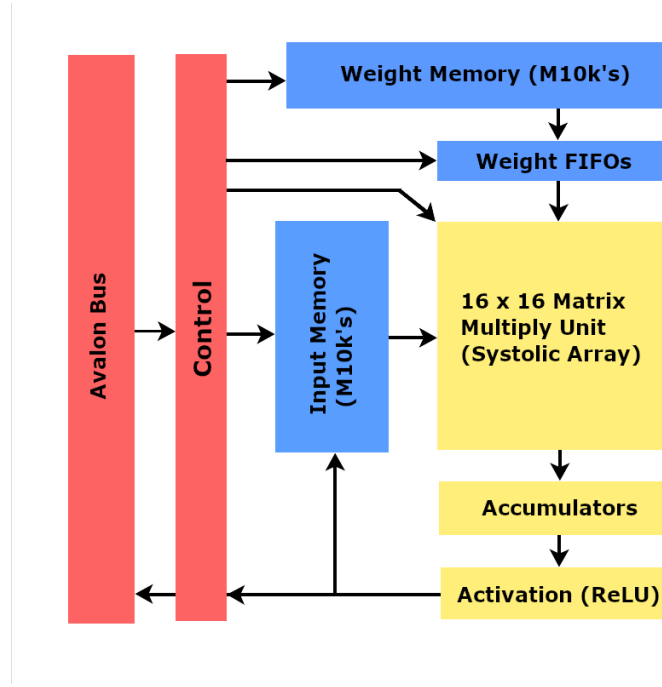 Weight Memory (M10k's)
Weight FIFOs
Avalon Bus
Control
Input Memory
(M10k's)
16 x 16 Matrix
Multiply Unit
(Systolic Array)
Accumulators
Activation (ReLU)